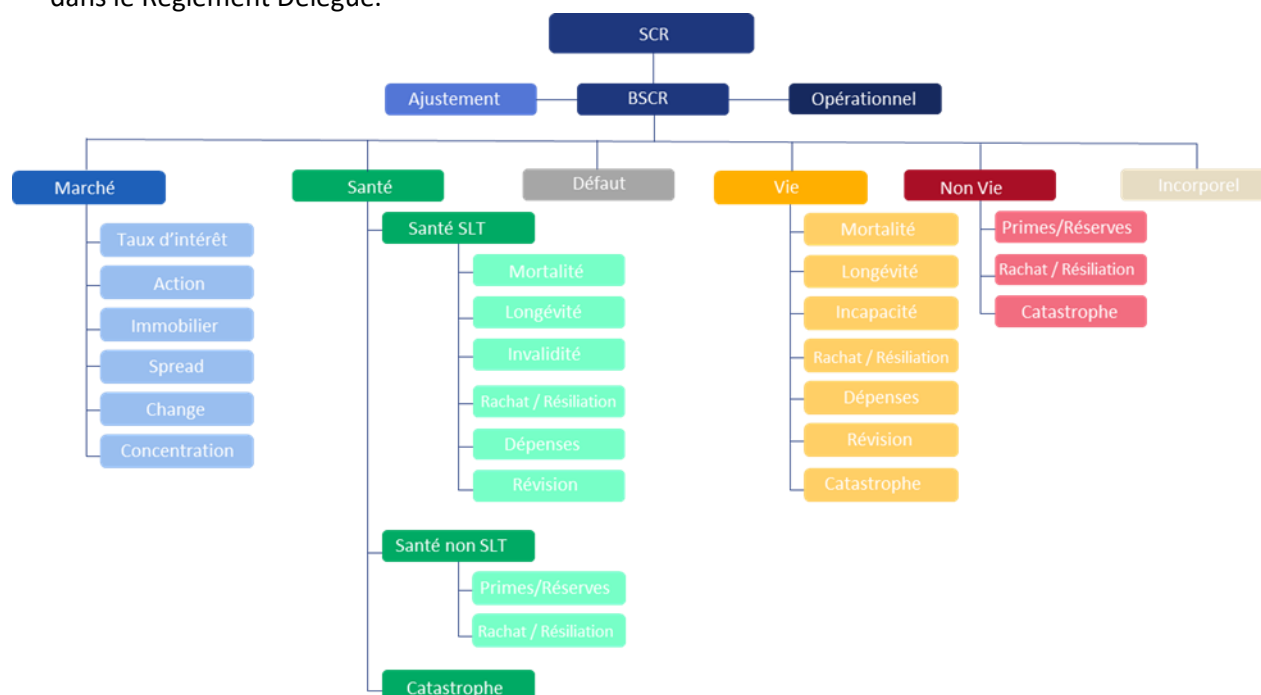 dans le Règlement Délégué.
SCR
Ajustement
BSCR
Opérationnel
Marché
Santé
Défaut
Vie
Non Vie
Incorporel
Taux d'intérêt
Action
Immobilier
Spread
Change
Concentration
Santé SLT
Mortalité
Longévité
Invalidité
Rachat / Résiliation
Dépenses
Révision
Santé non SLT
Primes/Réserves
Rachat / Résiliation
Catastrophe
Mortalité
Longévité
Incapacité
Rachat / Résiliation
Dépenses
Révision
Catastrophe
Primes/Réserves
Rachat / Résiliation
Catastrophe